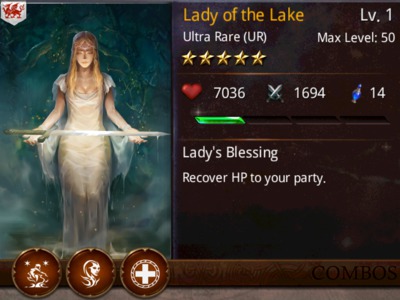 Lady of the Lake Lv. 1
Ultra Rare (UR) Max Level: 50
7036 1694 14
Lady's Blessing
Recover HP to your party.
COMBOS